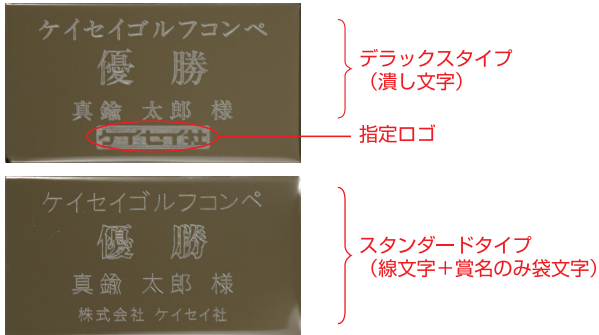 ケイセイゴルフコンペ
優勝
真鍮 太郎 様
ケイセイ社
デラックスタイプ
（潰し文字）
指定ロゴ
ケイセイゴルフコンペ
優勝
真鍮 太郎 様
株式会社 ケイセイ社
スタンダードタイプ
（線文字＋賞名のみ袋文字）